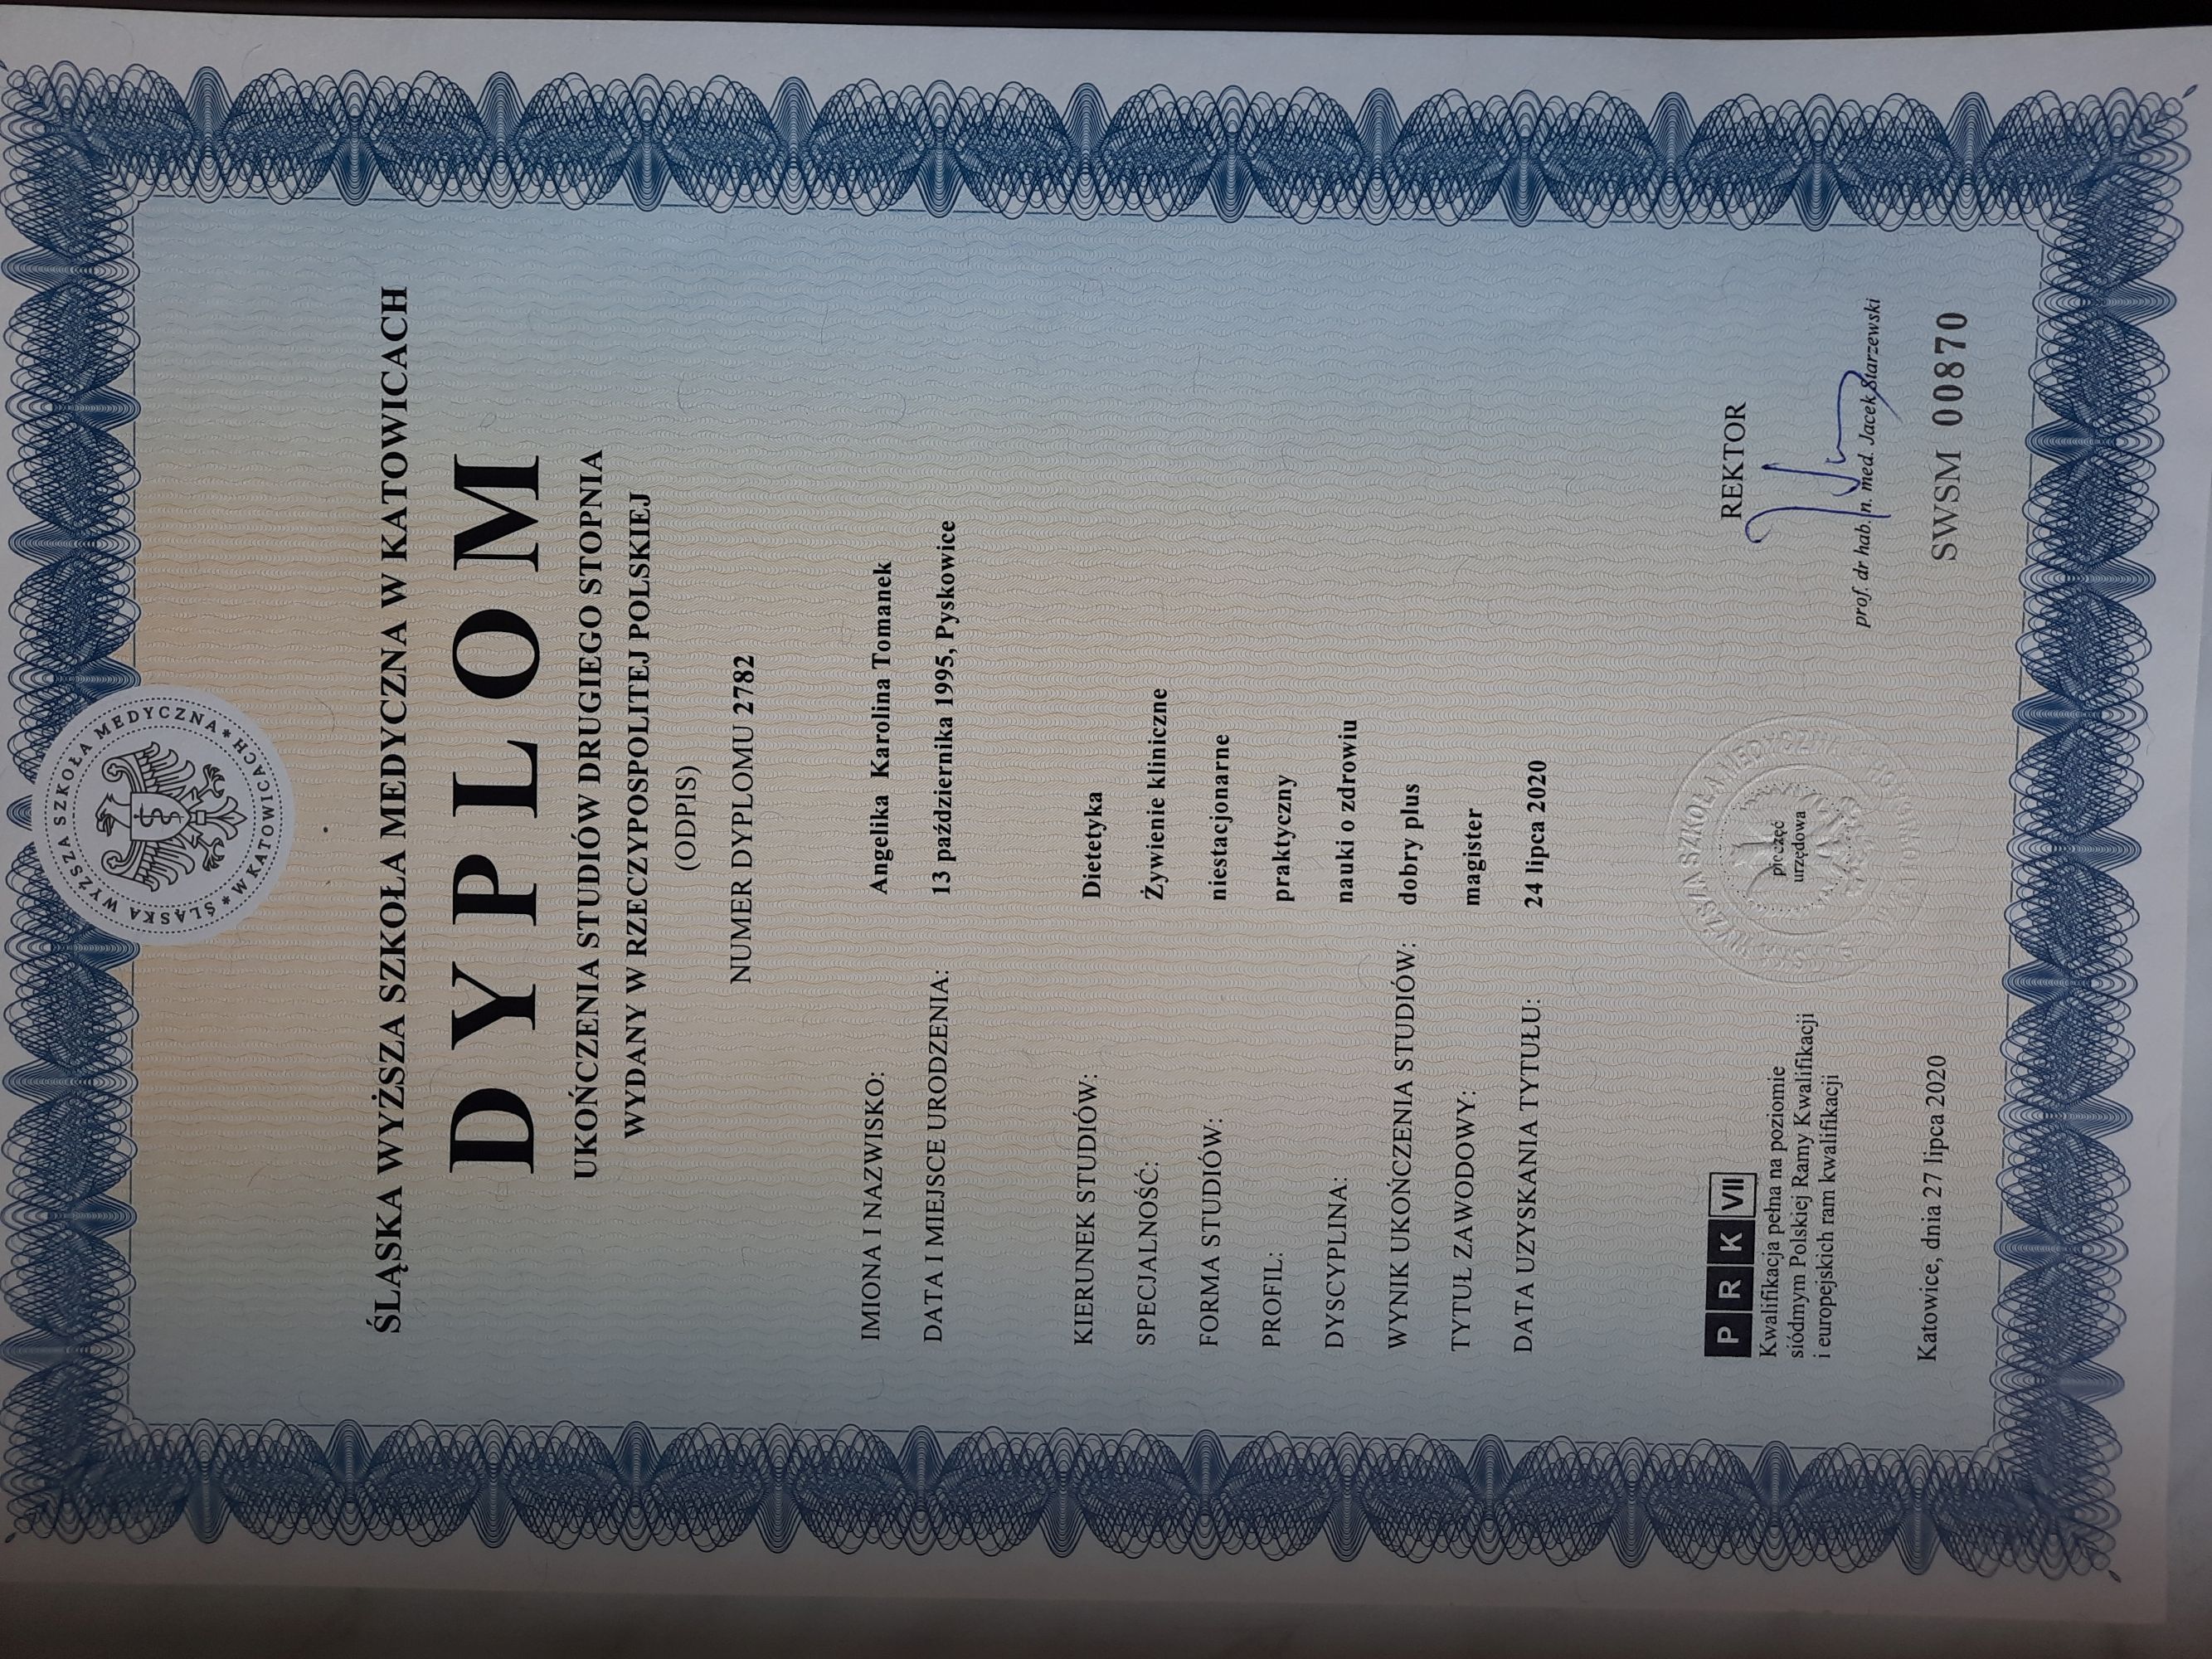 * ŚLĄSKA WYŻSZA SZKOŁA MEDYCZNA * W KATOWICACH
ŚLĄSKA WYŻSZA SZKOŁA MEDYCZNA W KATOWICACH
DYPLOM
UKOŃCZENIA STUDIÓW DRUGIEGO STOPNIA
WYDANY W RZECZYPOSPOLITEJ POLSKIEJ
(ODPIS)
NUMER DYPLOMU 2782
IMIONA I NAZWISKO: Angelika Karolina Tomanek
DATA I MIEJSCE URODZENIA: 13 października 1995, Pyskowice
KIERUNEK STUDIÓW: Dietetyka
SPECJALNOŚĆ: Żywienie kliniczne
FORMA STUDIÓW: niestacjonarne
PROFIL: praktyczny
DYSCYPLINA: nauki o zdrowiu
WYNIK UKOŃCZENIA STUDIÓW: dobry plus
TYTUŁ ZAWODOWY: magister
DATA UZYSKANIA TYTUŁU: 24 lipca 2020
P R K VII
Kwalifikacja pełna na poziomie
siódmym Polskiej Ramy Kwalifikacji
i europejskich ram kwalifikacji
ŚLĄSKA WYŻSZA SZKOŁA MEDYCZNA
pieczęć
urzędowa
REKTOR
prof. dr hab. n. med. Jacek Starzewski
Katowice, dnia 27 lipca 2020
SWSM 00870